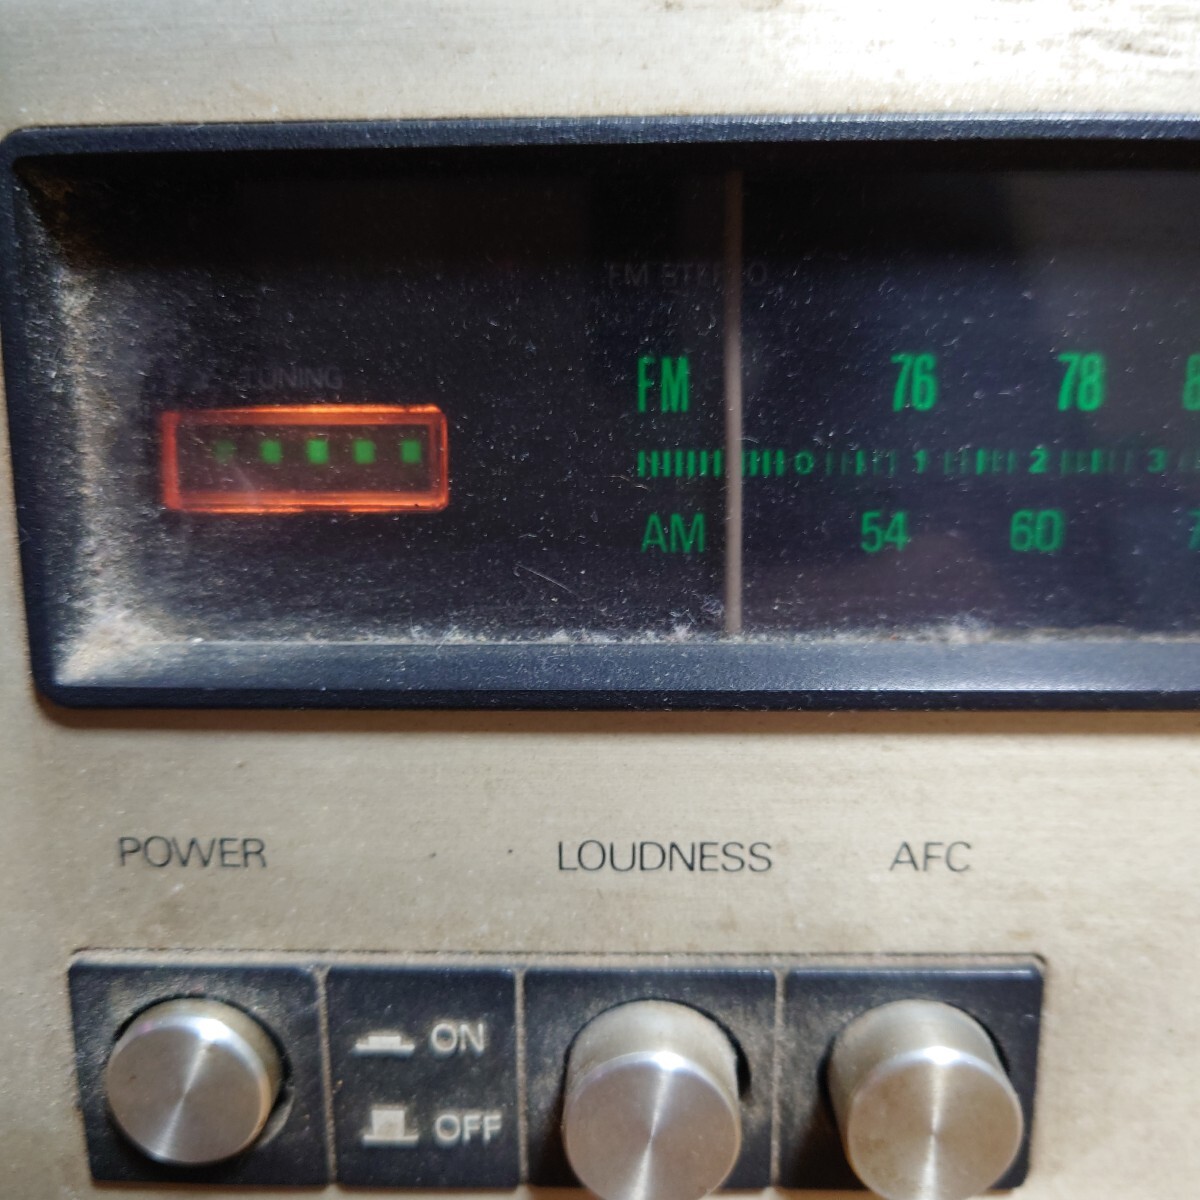 FM STEREO
TUNING
FM 76 78
0 1 2 3
AM 54 60
POWER LOUDNESS AFC
ON
OFF